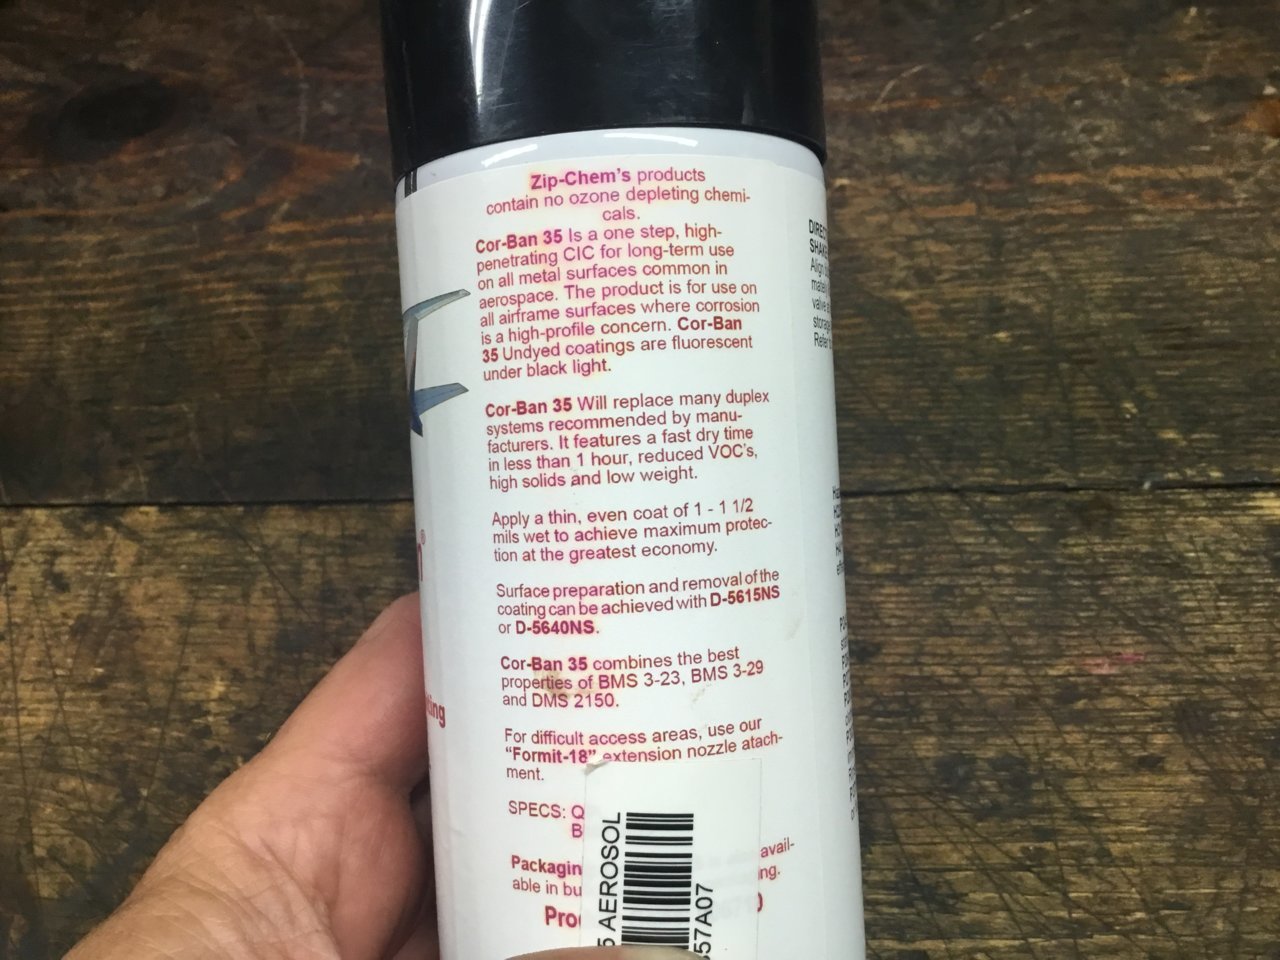 Zip-Chem's products
contain no ozone depleting chemi-
cals.
Cor-Ban 35 Is a one step, high-
penetrating CIC for long-term use
on all metal surfaces common in
aerospace. The product is for use on
all airframe surfaces where corrosion
is a high-profile concern. Cor-Ban
35 Undyed coatings are fluorescent
under black light.
Cor-Ban 35 Will replace many duplex
systems recommended by manu-
facturers. It features a fast dry time
in less than 1 hour, reduced VOC's,
high solids and low weight.
Apply a thin, even coat of 1 - 1 1/2
mils wet to achieve maximum protec-
tion at the greatest economy.
Surface preparation and removal of the
coating can be achieved with D-5615NS
or D-5640NS.
Cor-Ban 35 combines the best
properties of BMS 3-23, BMS 3-29
and DMS 2150.
For difficult access areas, use our
"Formit-18" extension nozzle atach-
ment.
SPECS: Q
B
Packagin avail-
able in bu ng.
Pro
5 AEROSOL
57A07